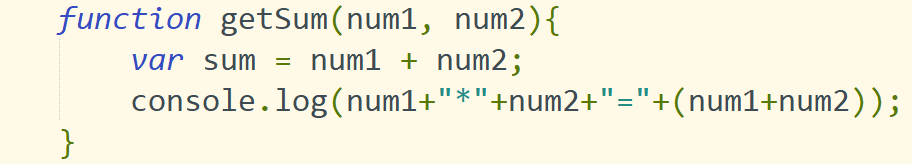 function getSum(num1, num2){
    var sum = num1 + num2;
    console.log(num1+"*"+num2+"="+(num1+num2));
}